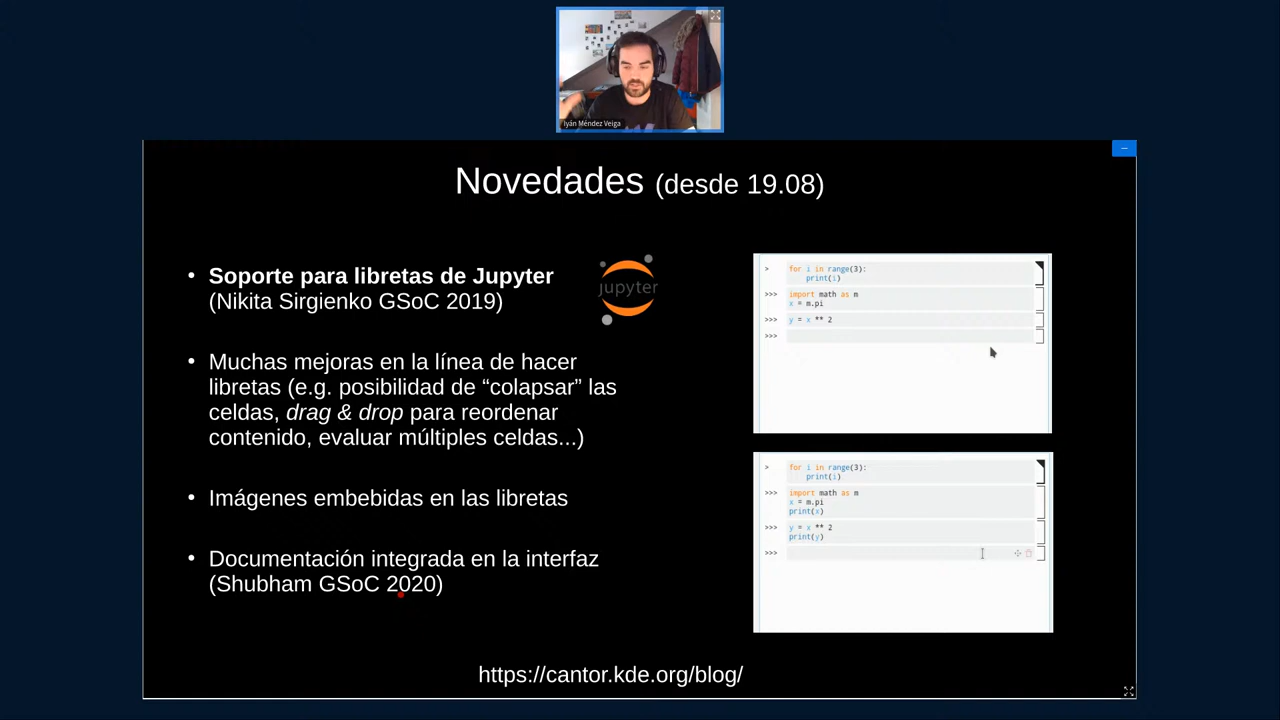 Iyán Méndez Veiga
Novedades (desde 19.08)
• Soporte para libretas de Jupyter
(Nikita Sirgienko GSoC 2019)
jupyter
• Muchas mejoras en la línea de hacer
libretas (e.g. posibilidad de “colapsar” las
celdas, drag & drop para reordenar
contenido, evaluar múltiples celdas...)
• Imágenes embebidas en las libretas
• Documentación integrada en la interfaz
(Shubham GSoC 2020)
> for i in range(3):
print(i)
>>> import math as m
x = m.pi
>>> y = x ** 2
>>>
> for i in range(3):
print(i)
>>> import math as m
x = m.pi
print(x)
>>> y = x ** 2
print(y)
>>>
https://cantor.kde.org/blog/